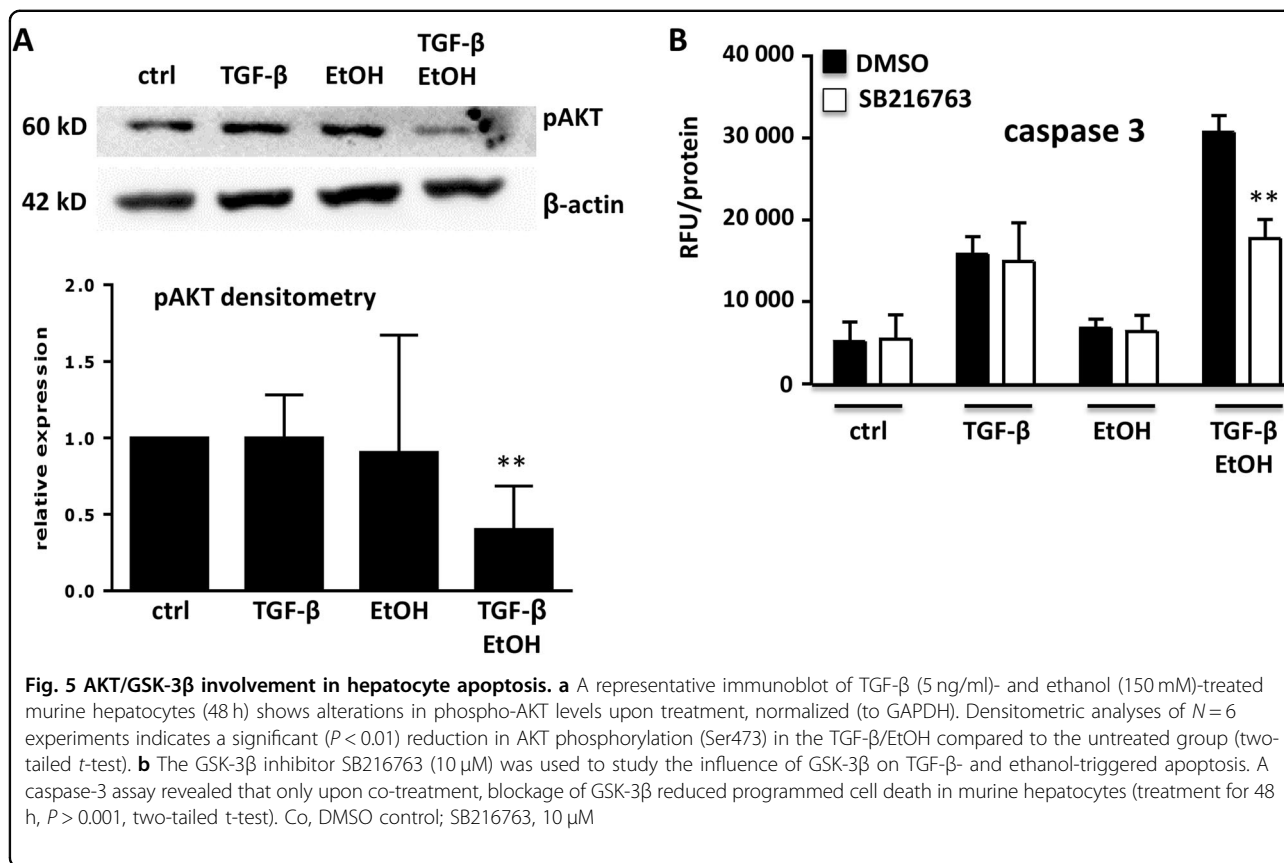 A
ctrl TGF-β EtOH TGF-β EtOH
60 kD pAKT
42 kD β-actin
pAKT densitometry
relative expression
2.0
1.5
1.0
0.5
0.0
**
ctrl TGF-β EtOH TGF-β EtOH
B
DMSO
SB216763
caspase 3
RFU/protein
40 000
30 000
20 000
10 000
0
**
ctrl TGF-β EtOH TGF-β EtOH
Fig. 5 AKT/GSK-3β involvement in hepatocyte apoptosis. a A representative immunoblot of TGF-β (5 ng/ml)- and ethanol (150 mM)-treated
murine hepatocytes (48 h) shows alterations in phospho-AKT levels upon treatment, normalized (to GAPDH). Densitometric analyses of N = 6
experiments indicates a significant (P < 0.01) reduction in AKT phosphorylation (Ser473) in the TGF-β/EtOH compared to the untreated group (two-
tailed t-test). b The GSK-3β inhibitor SB216763 (10 μM) was used to study the influence of GSK-3β on TGF-β- and ethanol-triggered apoptosis. A
caspase-3 assay revealed that only upon co-treatment, blockage of GSK-3β reduced programmed cell death in murine hepatocytes (treatment for 48
h, P > 0.001, two-tailed t-test). Co, DMSO control; SB216763, 10 μM